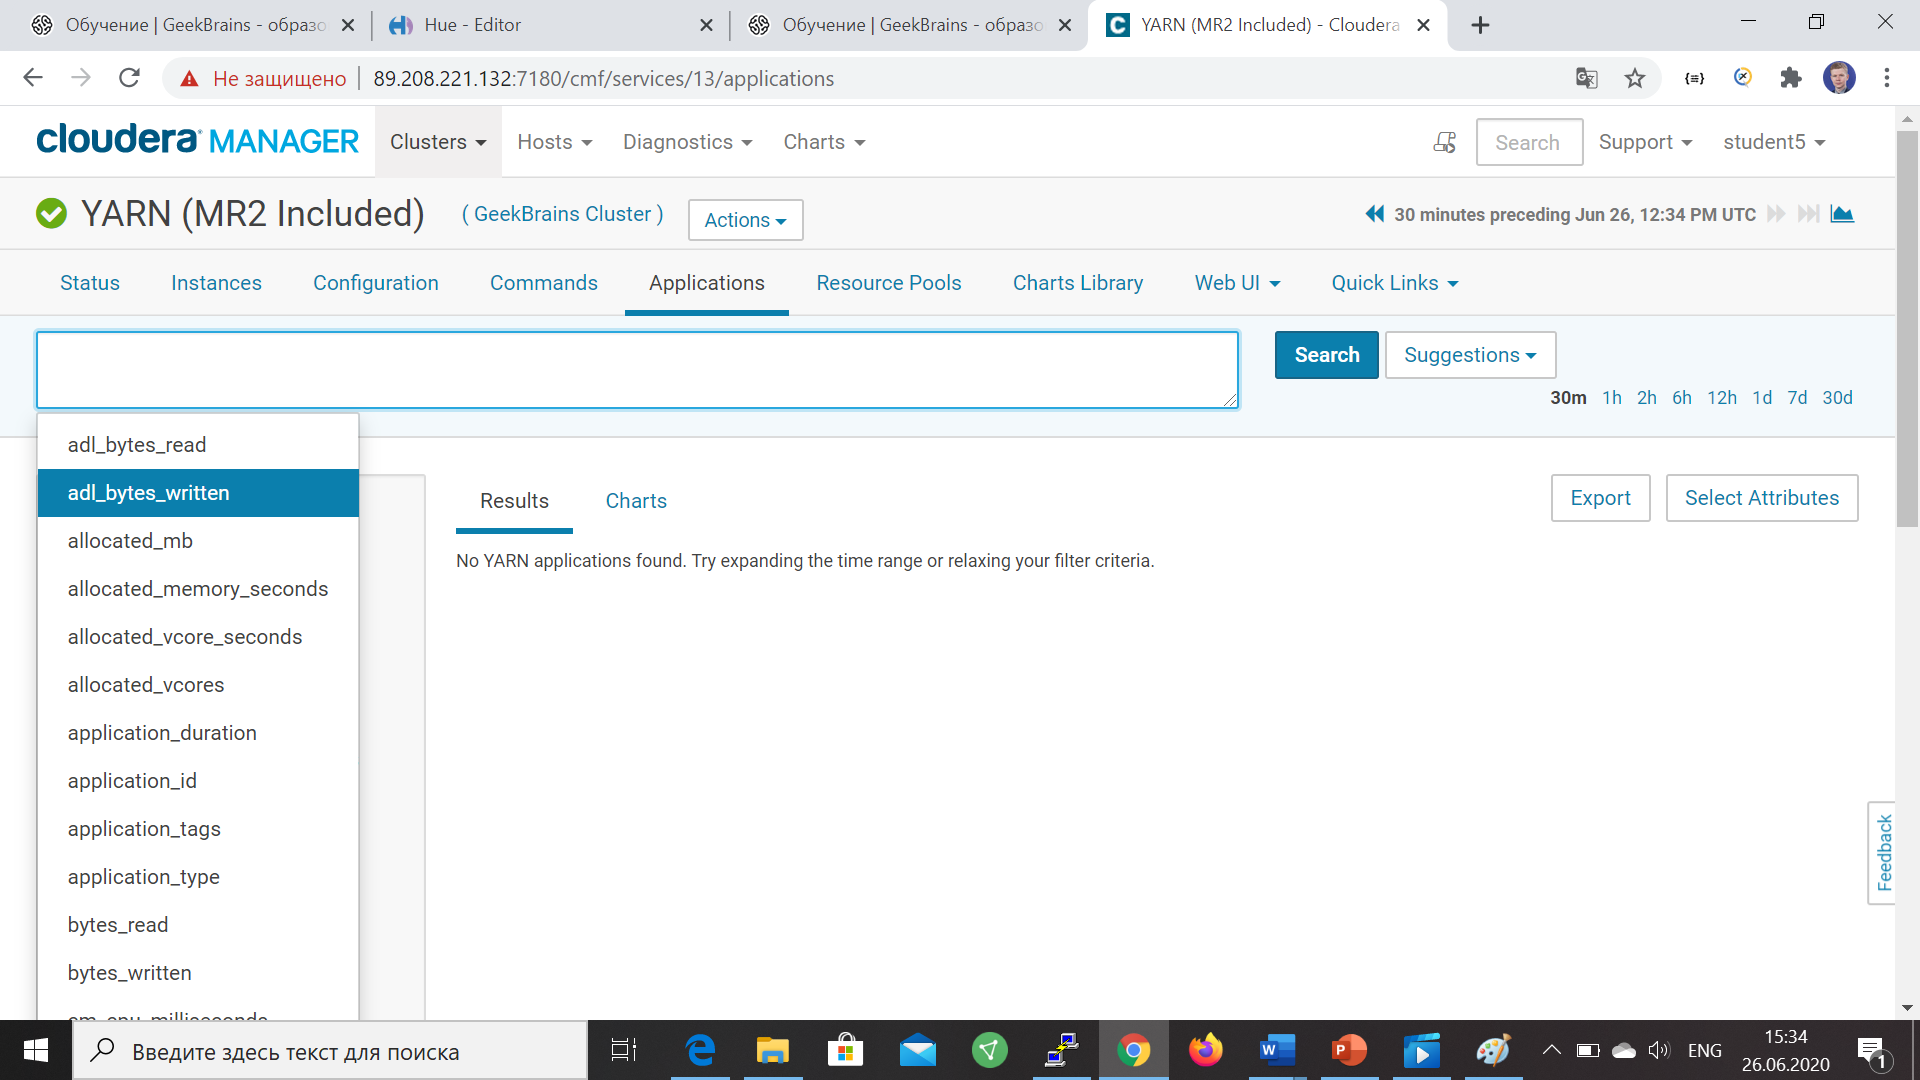 Обучение | GeekBrains - образо
Hue - Editor
Обучение | GeekBrains - образо
YARN (MR2 Included) - Cloudera
Не защищено
89.208.221.132:7180/cmf/services/13/applications
cloudera MANAGER
Clusters
Hosts
Diagnostics
Charts
Search
Support
student5
YARN (MR2 Included)
( GeekBrains Cluster )
Actions
30 minutes preceding Jun 26, 12:34 PM UTC
Status
Instances
Configuration
Commands
Applications
Resource Pools
Charts Library
Web UI
Quick Links
Search
Suggestions
30m 1h 2h 6h 12h 1d 7d 30d
adl_bytes_read
adl_bytes_written
allocated_mb
allocated_memory_seconds
allocated_vcore_seconds
allocated_vcores
application_duration
application_id
application_tags
application_type
bytes_read
bytes_written
Results
Charts
Export
Select Attributes
No YARN applications found. Try expanding the time range or relaxing your filter criteria.
Feedback
Введите здесь текст для поиска
ENG
15:34
26.06.2020
1